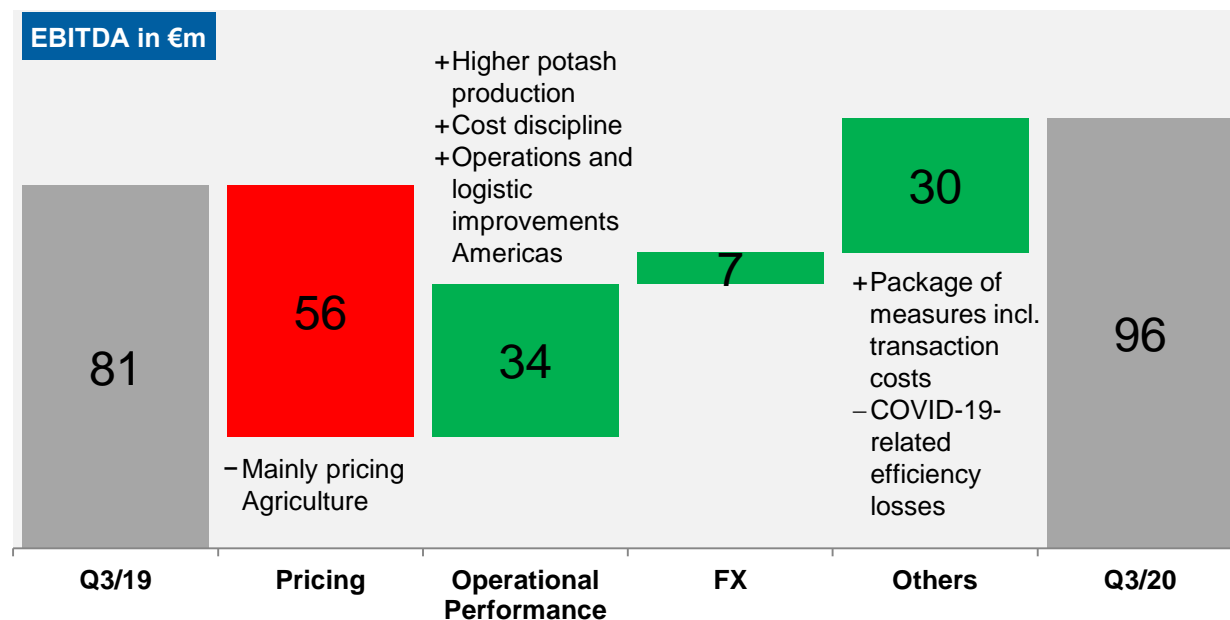 EBITDA in €m
+Higher potash
production
+Cost discipline
+Operations and
logistic
improvements
Americas
30
7
56
34
81
96
+Package of
measures incl.
transaction
costs
–COVID-19-
related
efficiency
losses
–Mainly pricing
Agriculture
Q3/19
Pricing
Operational
Performance
FX
Others
Q3/20